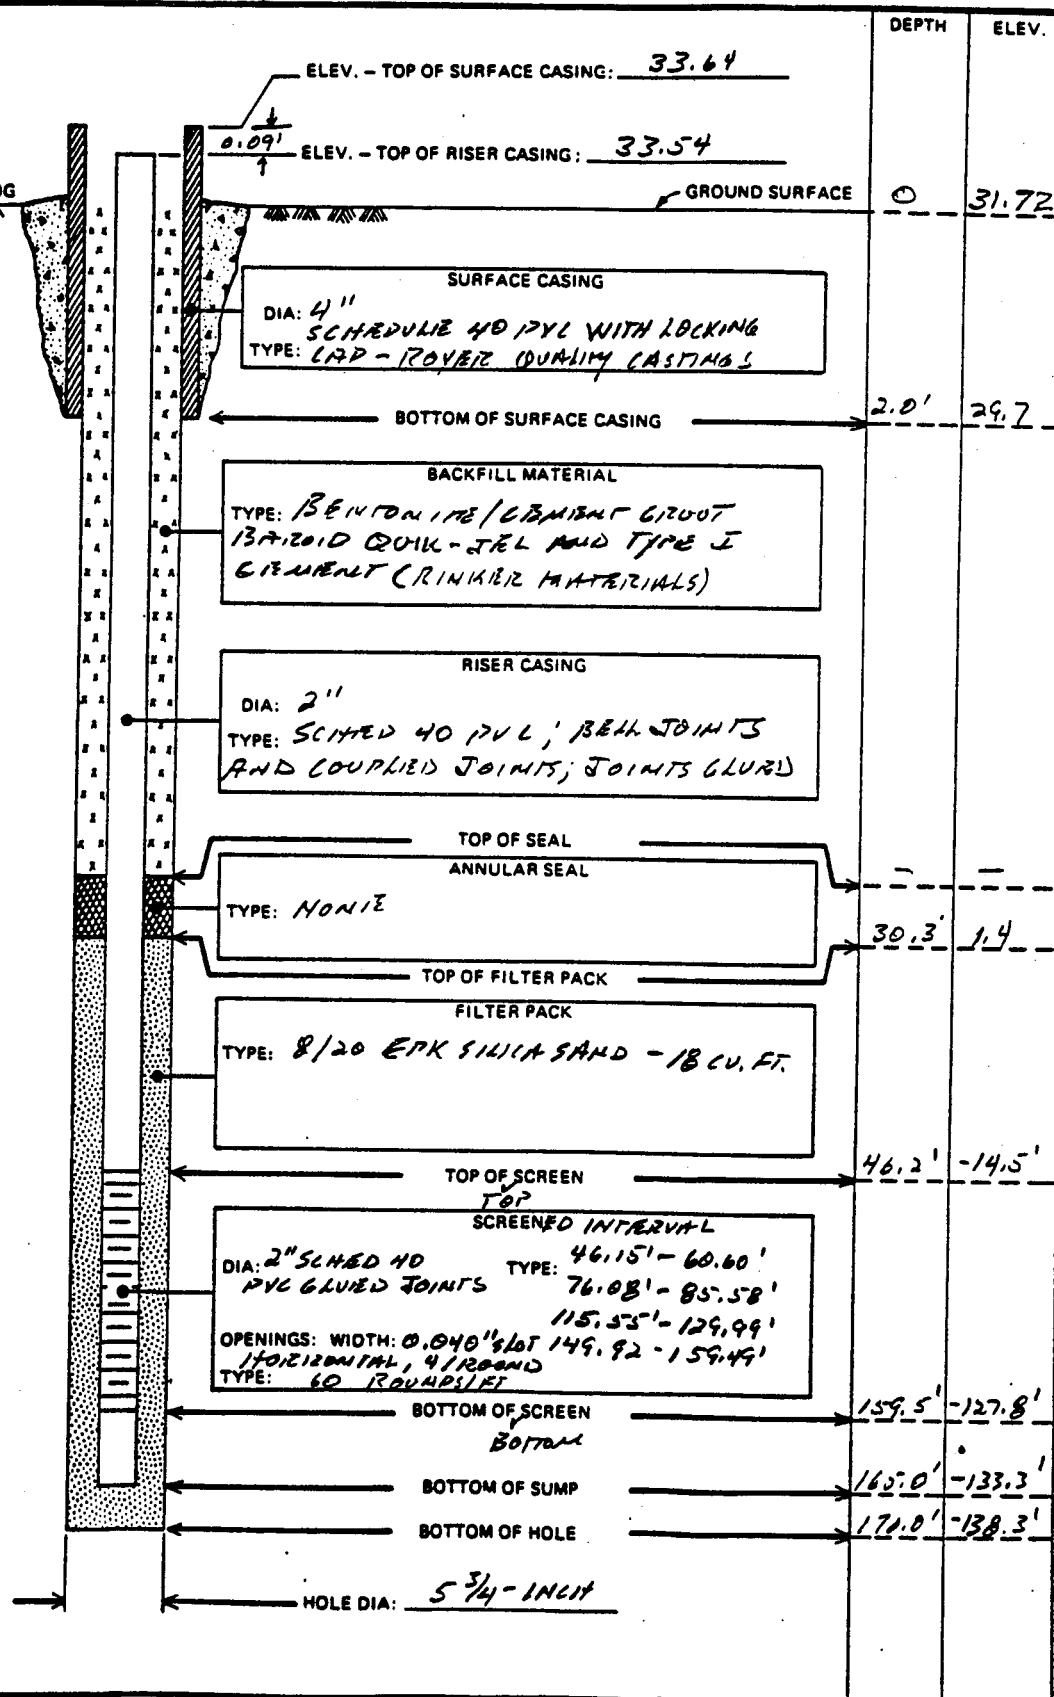 DEPTH ELEV.
ELEV. – TOP OF SURFACE CASING: 33.64
0.09'
ELEV. – TOP OF RISER CASING: 33.54
OG
GROUND SURFACE 0 31.72
SURFACE CASING
DIA: 4"
SCHEDULE 40 PVC WITH LOCKING
TYPE: CAP - ROYER QUALITY CASTINGS
BOTTOM OF SURFACE CASING 2.0' 29.7
BACKFILL MATERIAL
TYPE: BENTONITE/CEMENT GROUT
BAROID QUIK-JEL AND TYPE I
CEMENT (RINKER MATERIALS)
RISER CASING
DIA: 2"
TYPE: SCHED 40 PVC; BELL JOINTS
AND COUPLED JOINTS; JOINTS GLUED
TOP OF SEAL – –
ANNULAR SEAL
TYPE: NONE
30.3' 1.4
TOP OF FILTER PACK
FILTER PACK
TYPE: 8/20 EPK SILICA SAND - 18 CU. FT.
TOP OF SCREEN 46.2' -14.5'
TOP
SCREENED INTERVAL
DIA: 2" SCHED 40 TYPE: 46.15' - 60.60'
PVC GLUED JOINTS 76.08' - 85.58'
115.55' - 129.99'
OPENINGS: WIDTH: 0.040" SLOT 149.92 - 159.49'
HORIZONTAL, 4/ROUND
TYPE: 60 ROUNDS/FT
BOTTOM OF SCREEN 159.5' -127.8'
BOTTOM
BOTTOM OF SUMP 165.0' -133.3'
BOTTOM OF HOLE 170.0' -138.3'
HOLE DIA: 5 3/4 - INCH